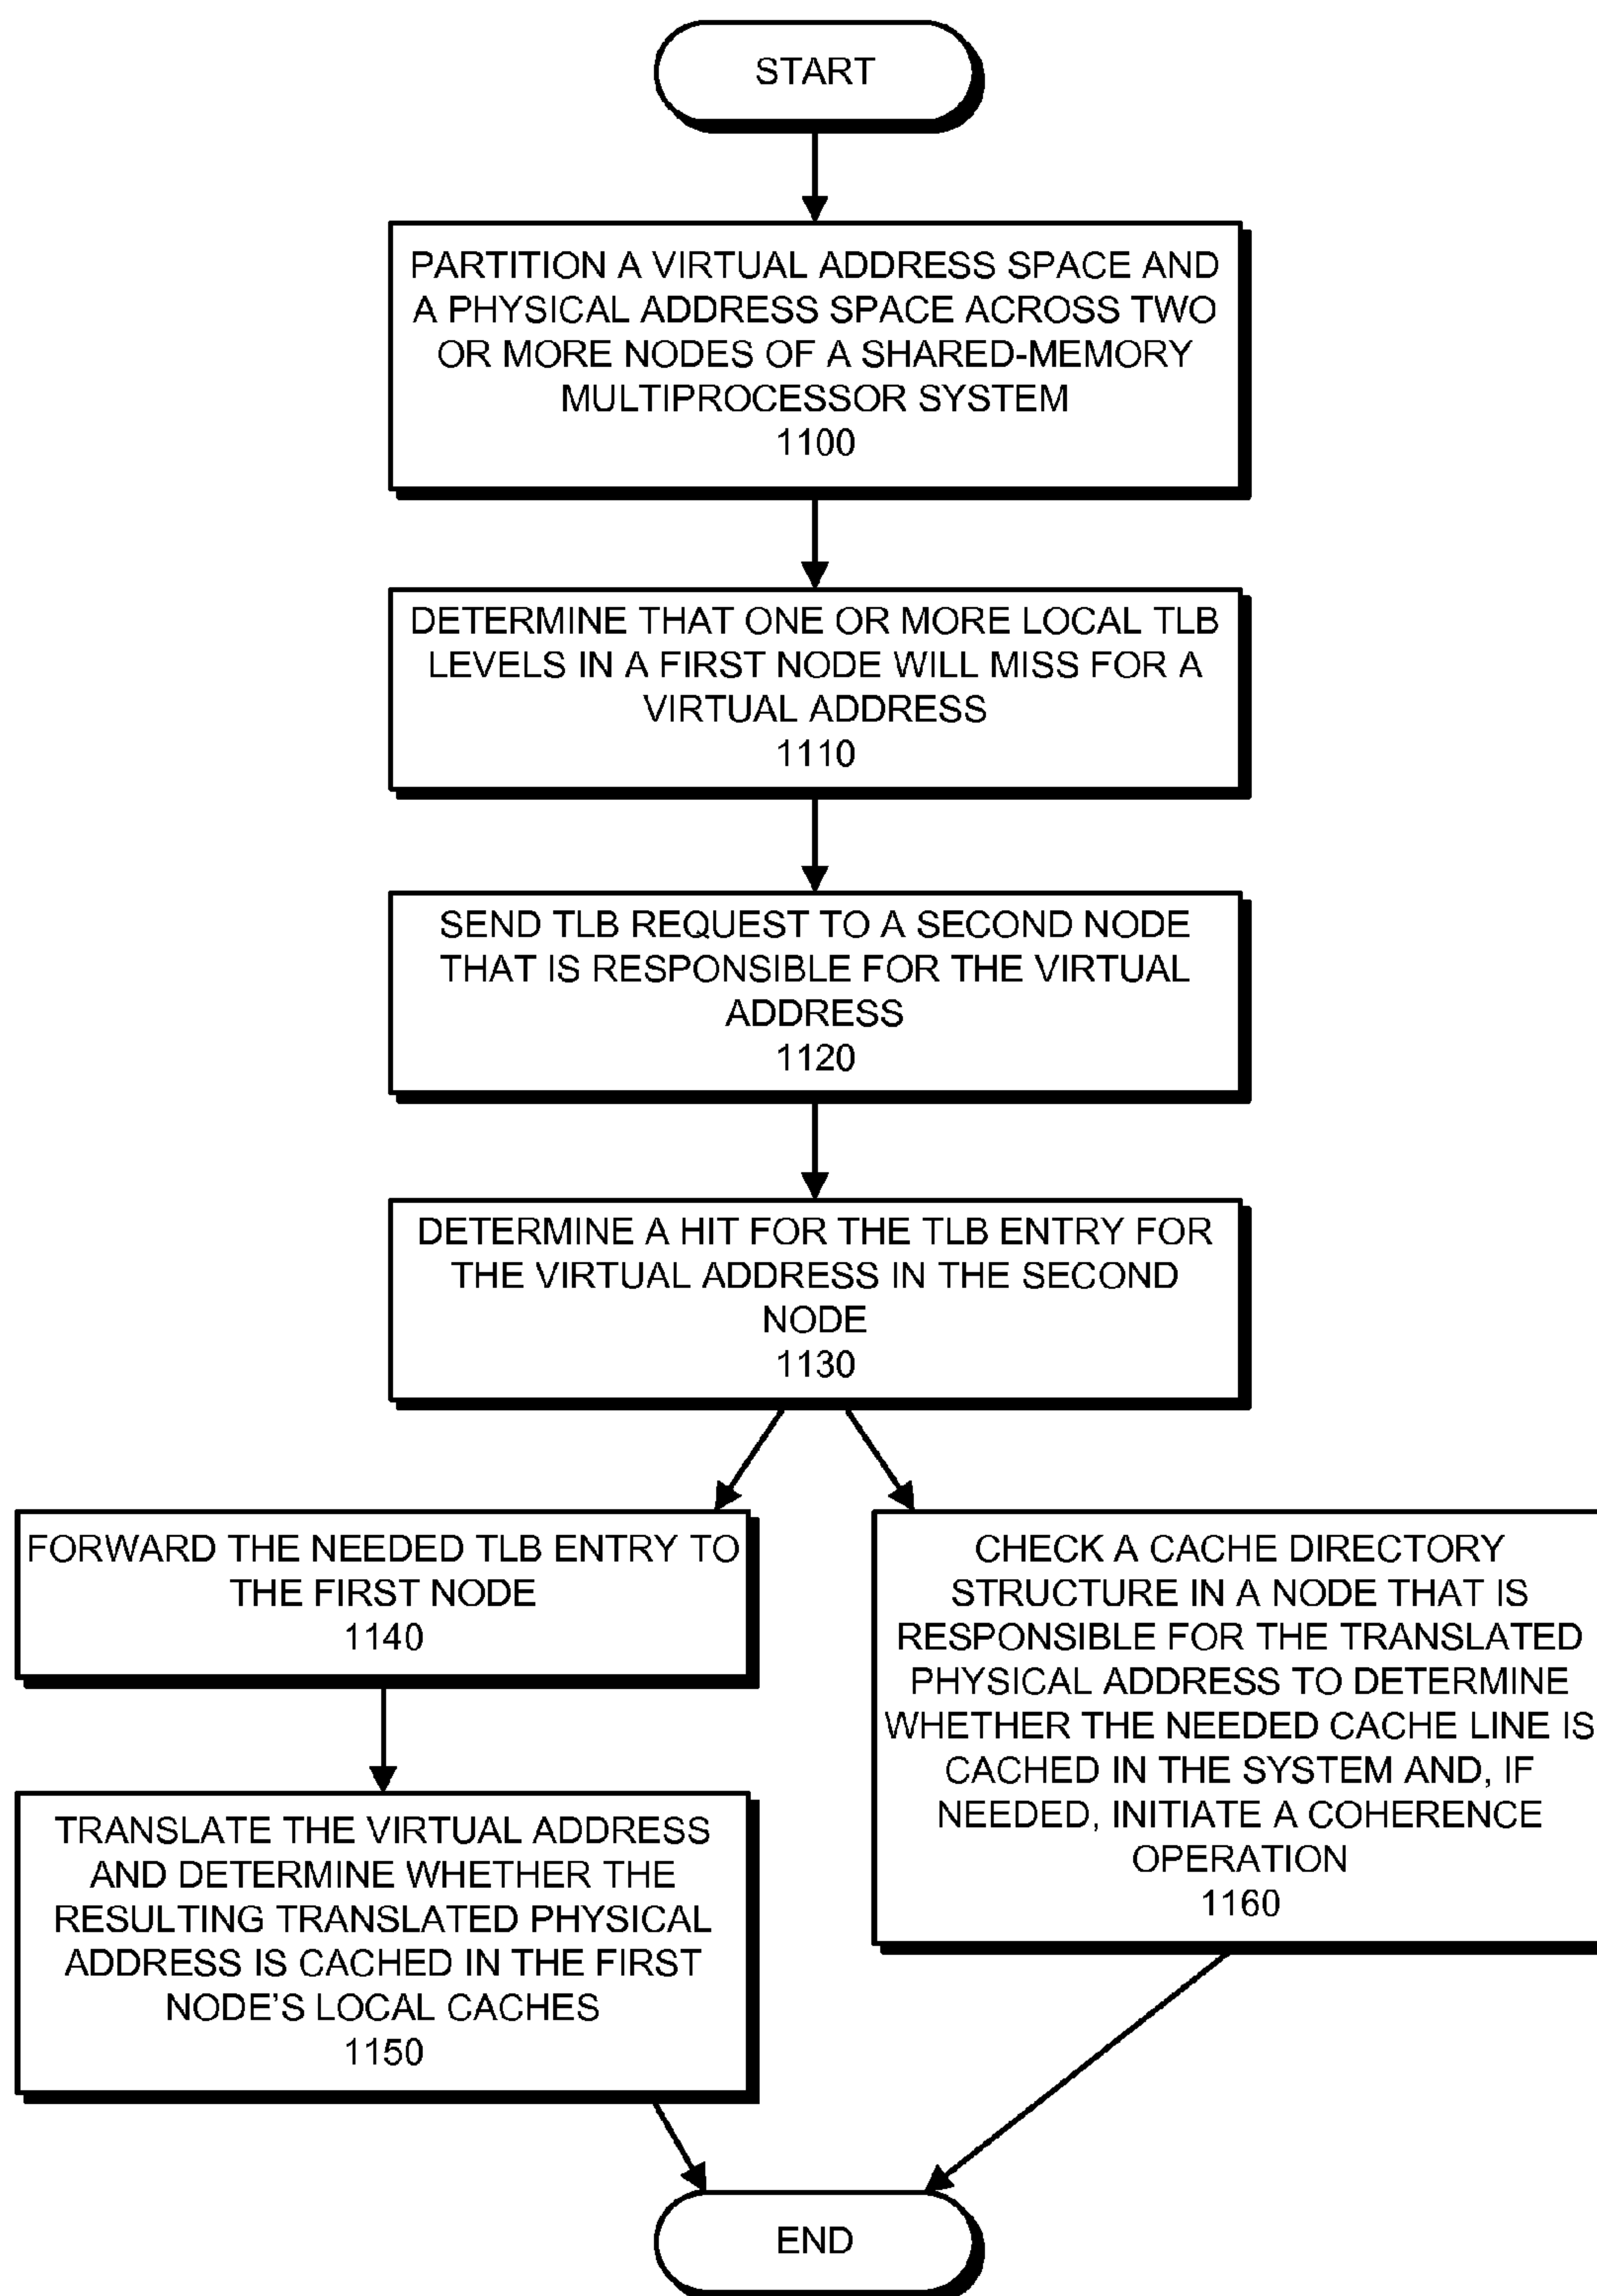 START
PARTITION A VIRTUAL ADDRESS SPACE AND
A PHYSICAL ADDRESS SPACE ACROSS TWO
OR MORE NODES OF A SHARED-MEMORY
MULTIPROCESSOR SYSTEM
1100
DETERMINE THAT ONE OR MORE LOCAL TLB
LEVELS IN A FIRST NODE WILL MISS FOR A
VIRTUAL ADDRESS
1110
SEND TLB REQUEST TO A SECOND NODE
THAT IS RESPONSIBLE FOR THE VIRTUAL
ADDRESS
1120
DETERMINE A HIT FOR THE TLB ENTRY FOR
THE VIRTUAL ADDRESS IN THE SECOND
NODE
1130
FORWARD THE NEEDED TLB ENTRY TO
THE FIRST NODE
1140
TRANSLATE THE VIRTUAL ADDRESS
AND DETERMINE WHETHER THE
RESULTING TRANSLATED PHYSICAL
ADDRESS IS CACHED IN THE FIRST
NODE'S LOCAL CACHES
1150
CHECK A CACHE DIRECTORY
STRUCTURE IN A NODE THAT IS
RESPONSIBLE FOR THE TRANSLATED
PHYSICAL ADDRESS TO DETERMINE
WHETHER THE NEEDED CACHE LINE IS
CACHED IN THE SYSTEM AND, IF
NEEDED, INITIATE A COHERENCE
OPERATION
1160
END